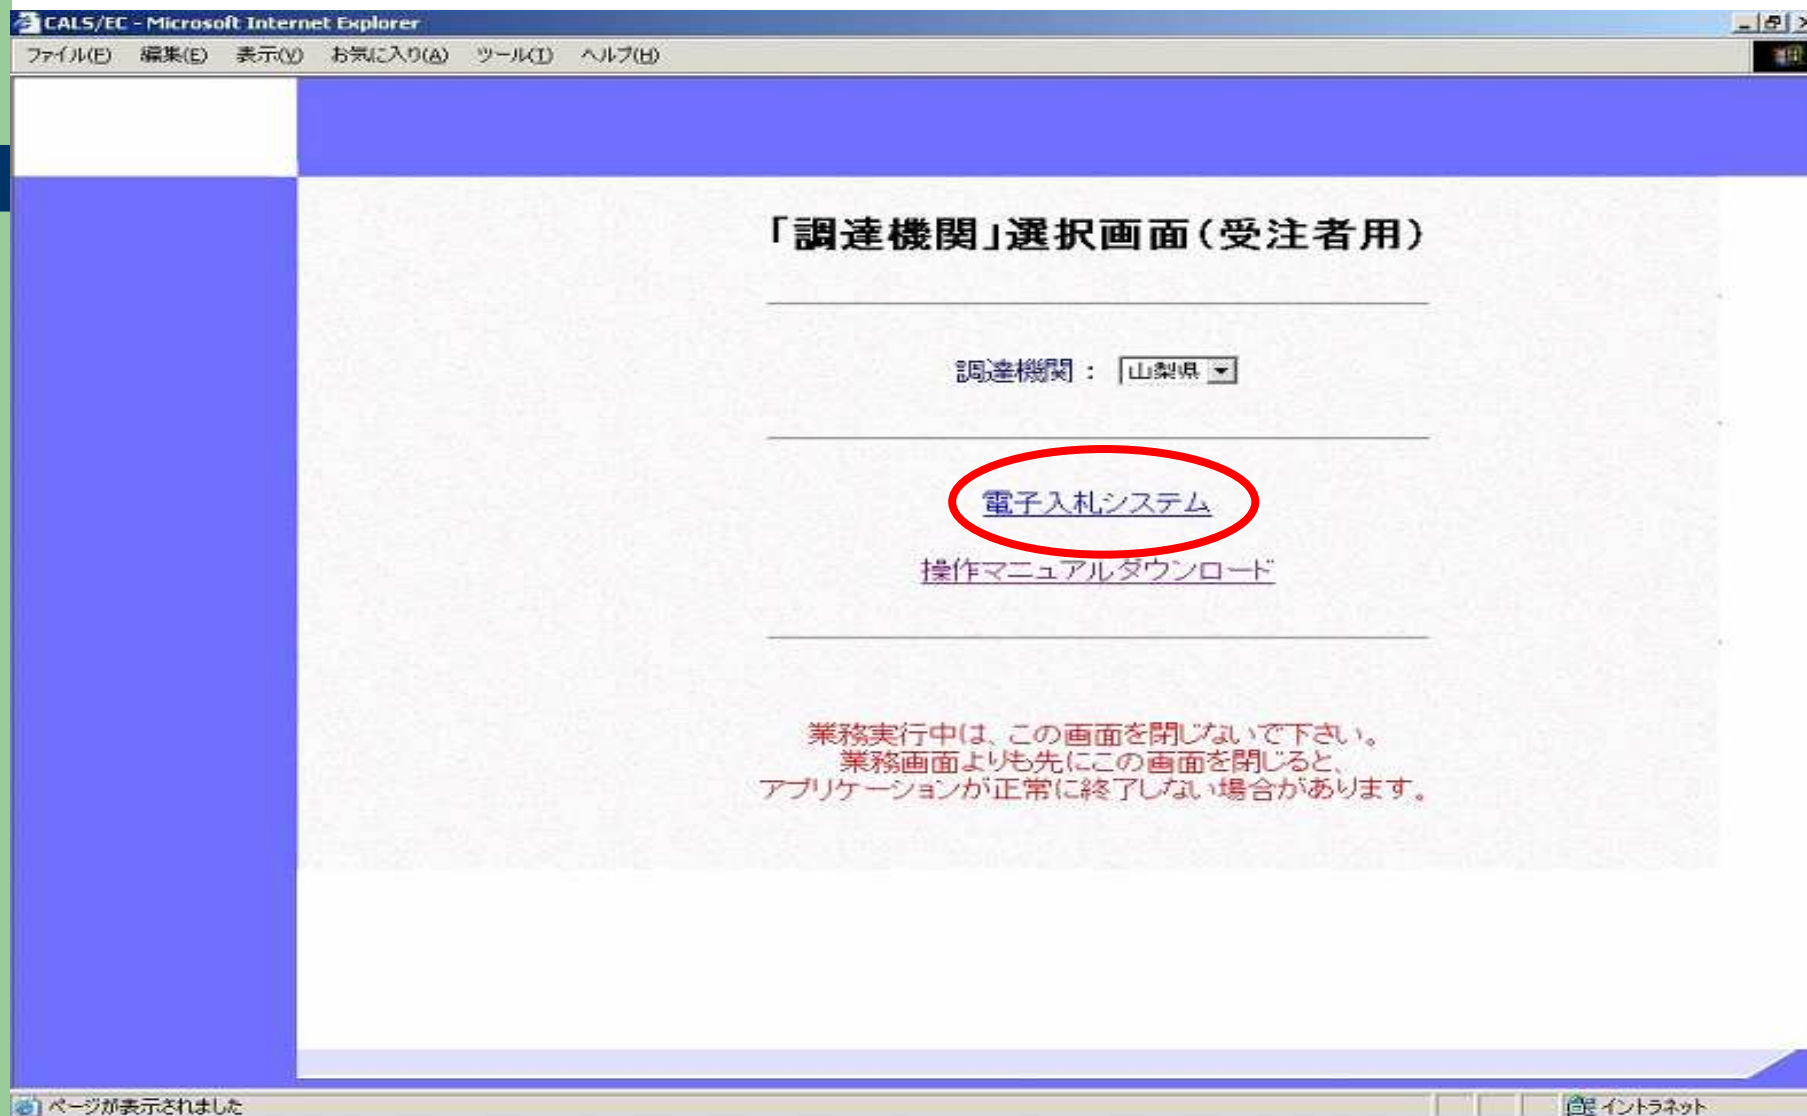 CALS/EC - Microsoft Internet Explorer
ファイル(F) 編集(E) 表示(V) お気に入り(A) ツール(T) ヘルプ(H)
「調達機関」選択画面(受注者用)
調達機関： 山梨県
電子入札システム
操作マニュアルダウンロード
業務実行中は、この画面を閉じないで下さい。
業務画面よりも先にこの画面を閉じると、
アプリケーションが正常に終了しない場合があります。
ページが表示されました イントラネット